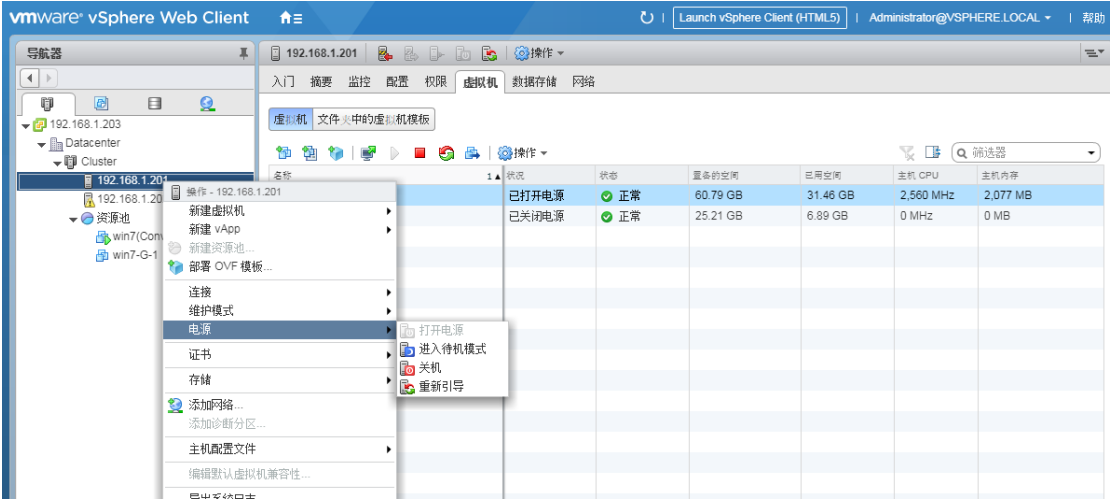 vmware® vSphere Web Client
Launch vSphere Client (HTML5)
Administrator@VSPHERE.LOCAL
帮助
导航器
192.168.1.201
操作
入门 摘要 监控 配置 权限 虚拟机 数据存储 网络
192.168.1.203
Datacenter
Cluster
192.168.1.201
192.168.1.20
资源池
win7(Conv
win7-G-1
虚拟机 文件夹中的虚拟机模板
操作
筛选器
名称 1 状况 状态 置备的空间 已用空间 主机 CPU 主机内存
已打开电源 正常 60.79 GB 31.46 GB 2,560 MHz 2,077 MB
已关闭电源 正常 25.21 GB 6.89 GB 0 MHz 0 MB
操作 - 192.168.1.201
新建虚拟机
新建 vApp
新建资源池...
部署 OVF 模板...
连接
维护模式
电源
证书
存储
添加网络...
添加诊断分区...
主机配置文件
编辑默认虚拟机兼容性...
导出系统日志
打开电源
进入待机模式
关机
重新引导